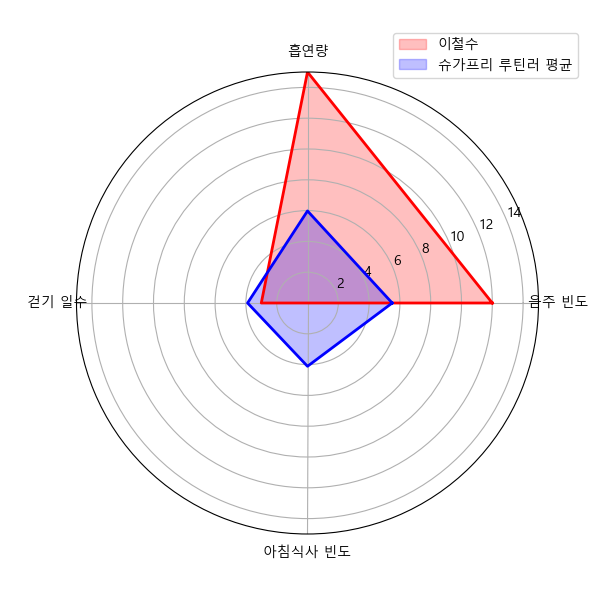 이철수
슈가프리 루틴러 평균
흡연량
14
12
10
8
6
4
2
걷기 일수
음주 빈도
아침식사 빈도